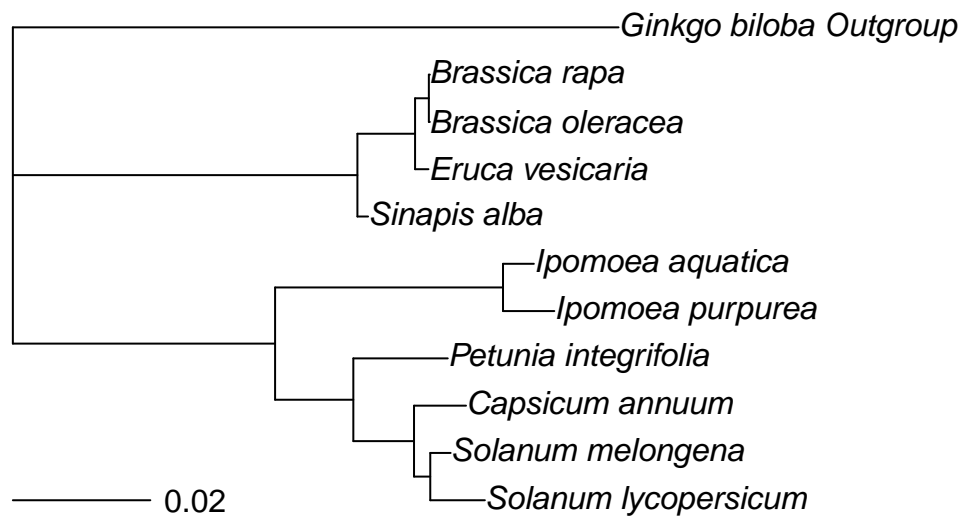 Ginkgo biloba Outgroup
Brassica rapa
Brassica oleracea
Eruca vesicaria
Sinapis alba
Ipomoea aquatica
Ipomoea purpurea
Petunia integrifolia
Capsicum annuum
Solanum melongena
Solanum lycopersicum
0.02